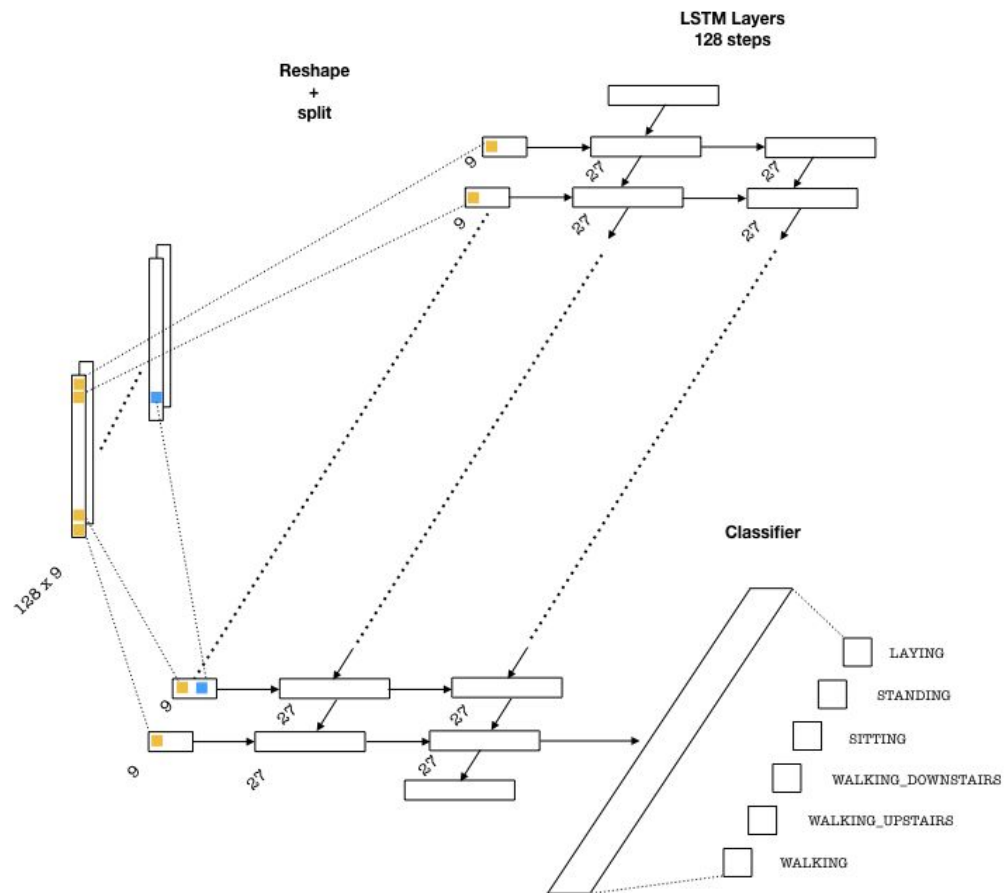 LSTM Layers
128 steps
Reshape
+
split
9
27
27
9
27
27
128 x 9
Classifier
9
27
27
9
27
27
LAYING
STANDING
SITTING
WALKING_DOWNSTAIRS
WALKING_UPSTAIRS
WALKING